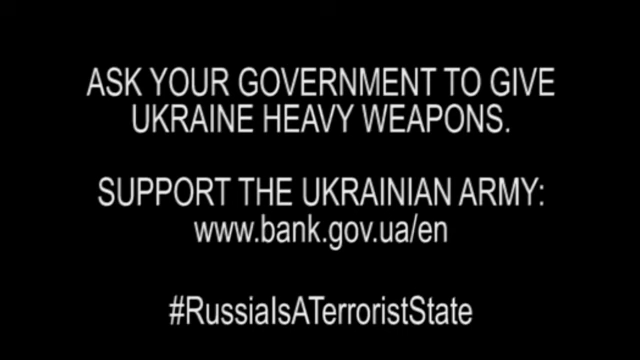 ASK YOUR GOVERNMENT TO GIVE
UKRAINE HEAVY WEAPONS.
SUPPORT THE UKRAINIAN ARMY:
www.bank.gov.ua/en
#RussiaIsATerroristState